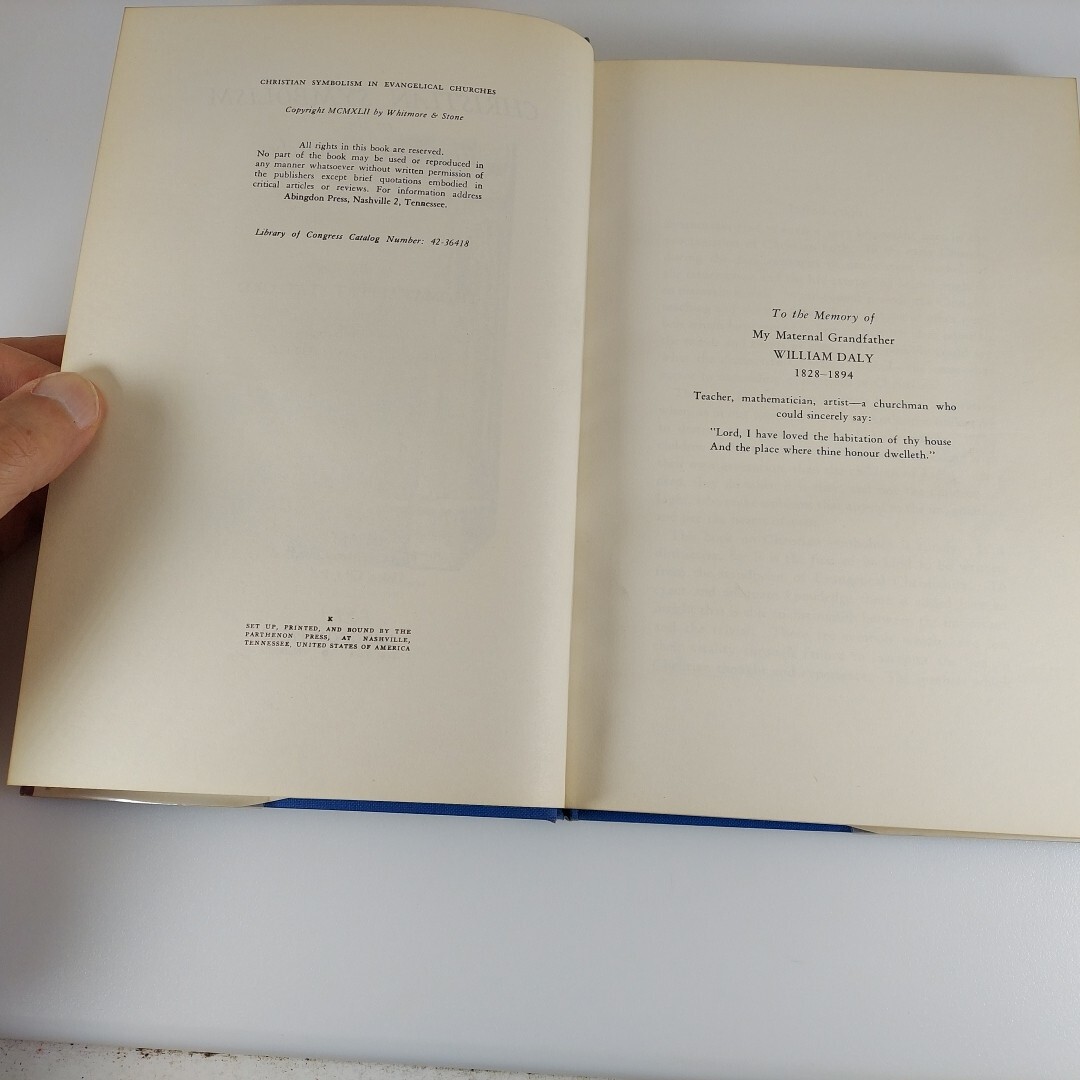 CHRISTIAN SYMBOLISM IN EVANGELICAL CHURCHES
Copyright MCMXLII by Whitmore & Stone
All rights in this book are reserved.
No part of the book may be used or reproduced in
any manner whatsoever without written permission of
the publishers except brief quotations embodied in
critical articles or reviews. For information address
Abingdon Press, Nashville 2, Tennessee.
Library of Congress Catalog Number: 42-36418
K
SET UP, PRINTED, AND BOUND BY THE
PARTHENON PRESS, AT NASHVILLE,
TENNESSEE, UNITED STATES OF AMERICA
To the Memory of
My Maternal Grandfather
WILLIAM DALY
1828–1894
Teacher, mathematician, artist—a churchman who
could sincerely say:
"Lord, I have loved the habitation of thy house
And the place where thine honour dwelleth."